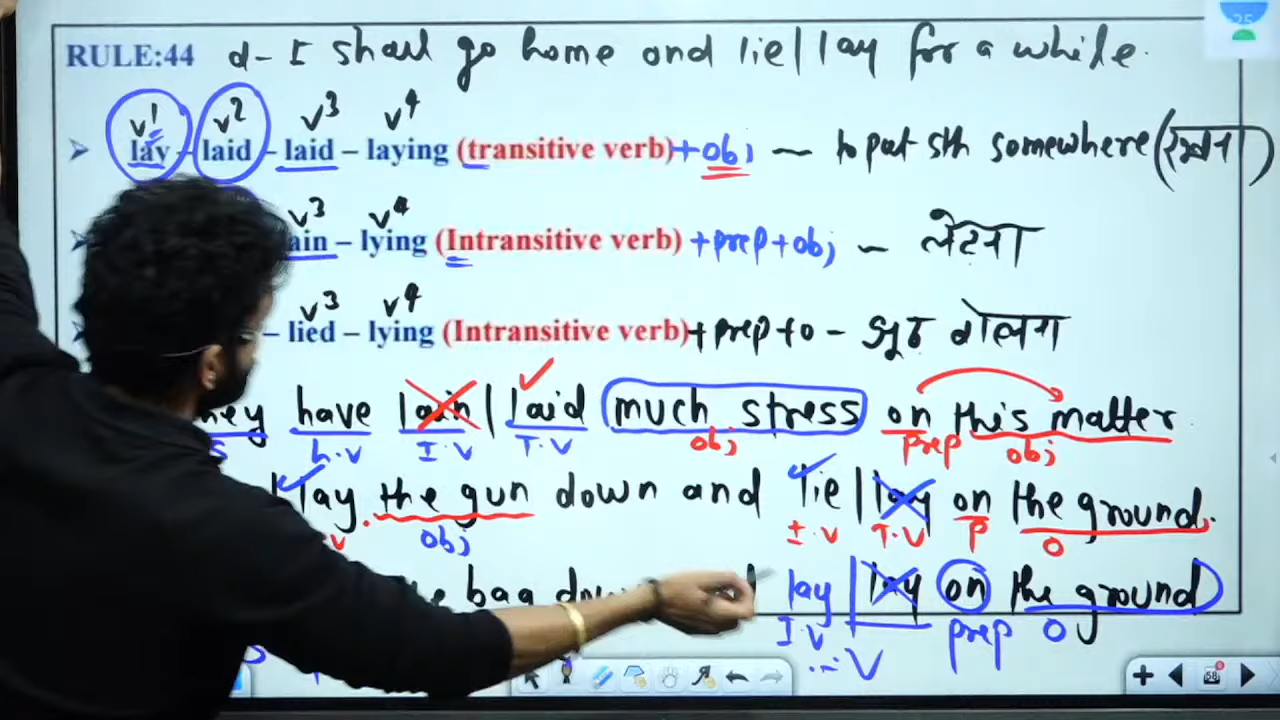 RULE:44 d- I shall go home and lie/lay for a while.
25
v1 v2 v3 v4
lay - laid - laid – laying (transitive verb)+obj ~ to put sth somewhere (रखना)
v3 v4
ain – lying (Intransitive verb) +prep+obj ~ लेटना
v3 v4
– lied – lying (Intransitive verb)+prep+o - झूठ बोलना
hey have lain/laid much stress on this matter
S h.v I.V T.V obj prep obj
lay the gun down and lie/lay on the ground.
v obj I.V T.V P O
bag do lay/lay on the ground
I.V prep O
V
58